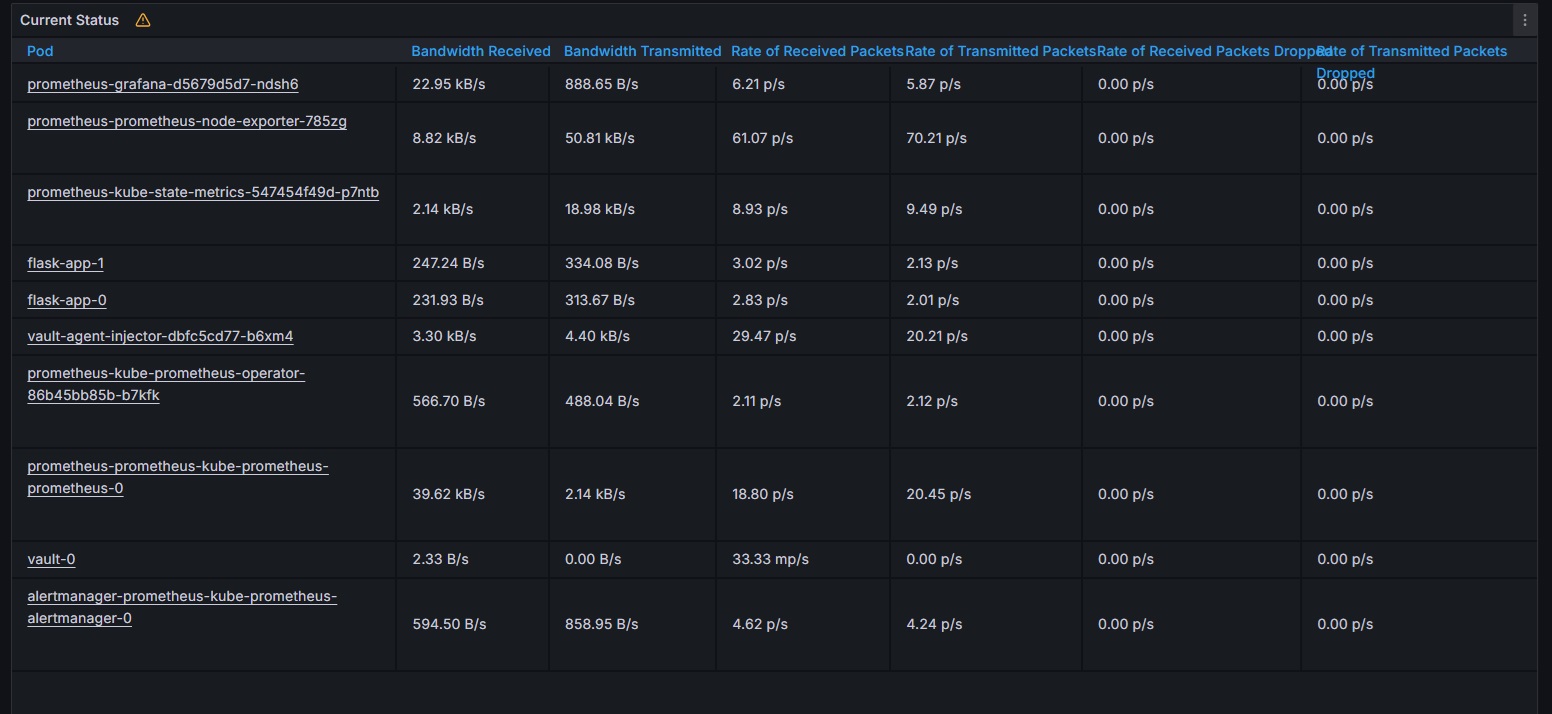 Current Status
Pod Bandwidth Received Bandwidth Transmitted Rate of Received Packets Rate of Transmitted Packets Rate of Received Packets Dropped Rate of Transmitted Packets
Dropped
prometheus-grafana-d5679d5d7-ndsh6 22.95 kB/s 888.65 B/s 6.21 p/s 5.87 p/s 0.00 p/s 0.00 p/s
prometheus-prometheus-node-exporter-785zg
8.82 kB/s 50.81 kB/s 61.07 p/s 70.21 p/s 0.00 p/s 0.00 p/s
prometheus-kube-state-metrics-547454f49d-p7ntb
2.14 kB/s 18.98 kB/s 8.93 p/s 9.49 p/s 0.00 p/s 0.00 p/s
flask-app-1 247.24 B/s 334.08 B/s 3.02 p/s 2.13 p/s 0.00 p/s 0.00 p/s
flask-app-0 231.93 B/s 313.67 B/s 2.83 p/s 2.01 p/s 0.00 p/s 0.00 p/s
vault-agent-injector-dbfc5cd77-b6xm4 3.30 kB/s 4.40 kB/s 29.47 p/s 20.21 p/s 0.00 p/s 0.00 p/s
prometheus-kube-prometheus-operator-
86b45bb85b-b7kfk
566.70 B/s 488.04 B/s 2.11 p/s 2.12 p/s 0.00 p/s 0.00 p/s
prometheus-prometheus-kube-prometheus-
prometheus-0
39.62 kB/s 2.14 kB/s 18.80 p/s 20.45 p/s 0.00 p/s 0.00 p/s
vault-0 2.33 B/s 0.00 B/s 33.33 mp/s 0.00 p/s 0.00 p/s 0.00 p/s
alertmanager-prometheus-kube-prometheus-
alertmanager-0
594.50 B/s 858.95 B/s 4.62 p/s 4.24 p/s 0.00 p/s 0.00 p/s